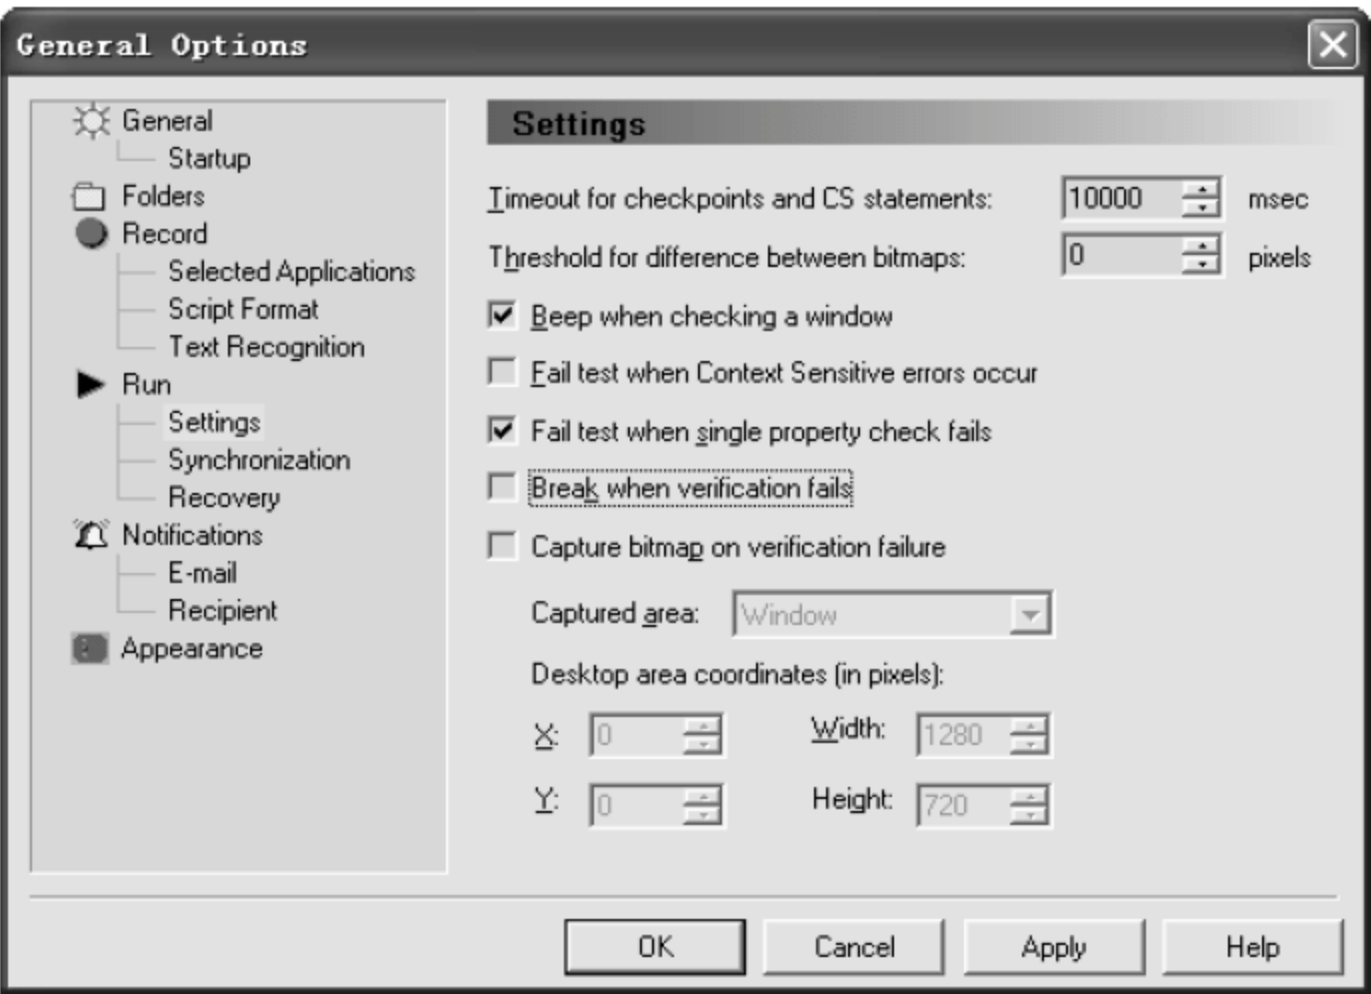 General Options
General
Startup
Folders
Record
Selected Applications
Script Format
Text Recognition
Run
Settings
Synchronization
Recovery
Notifications
E-mail
Recipient
Appearance
Settings
Timeout for checkpoints and CS statements: 10000 msec
Threshold for difference between bitmaps: 0 pixels
Beep when checking a window
Fail test when Context Sensitive errors occur
Fail test when single property check fails
Break when verification fails
Capture bitmap on verification failure
Captured area: Window
Desktop area coordinates (in pixels):
X: 0 Width: 1280
Y: 0 Height: 720
OK Cancel Apply Help